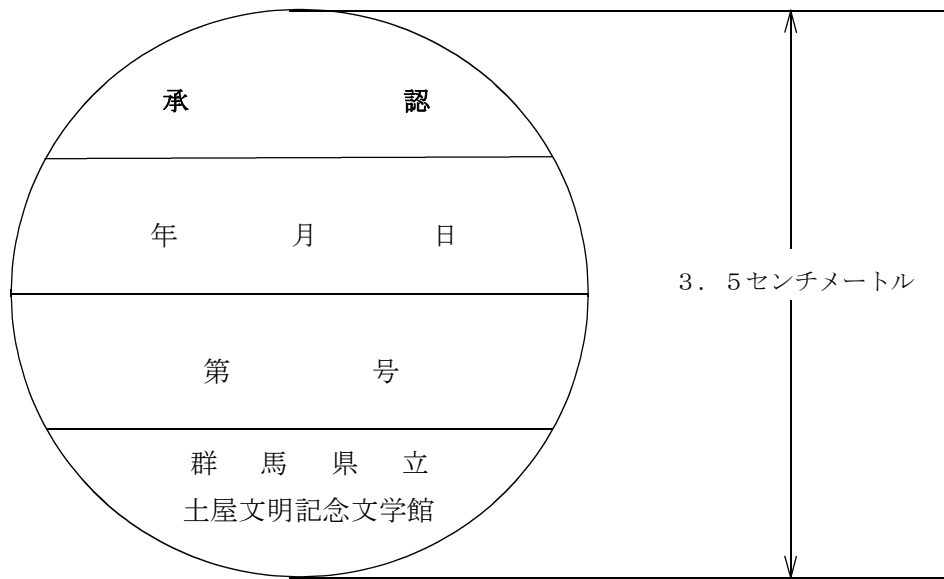 承 認
年 月 日
第 号
群 馬 県 立
土屋文明記念文学館
３．５センチメートル